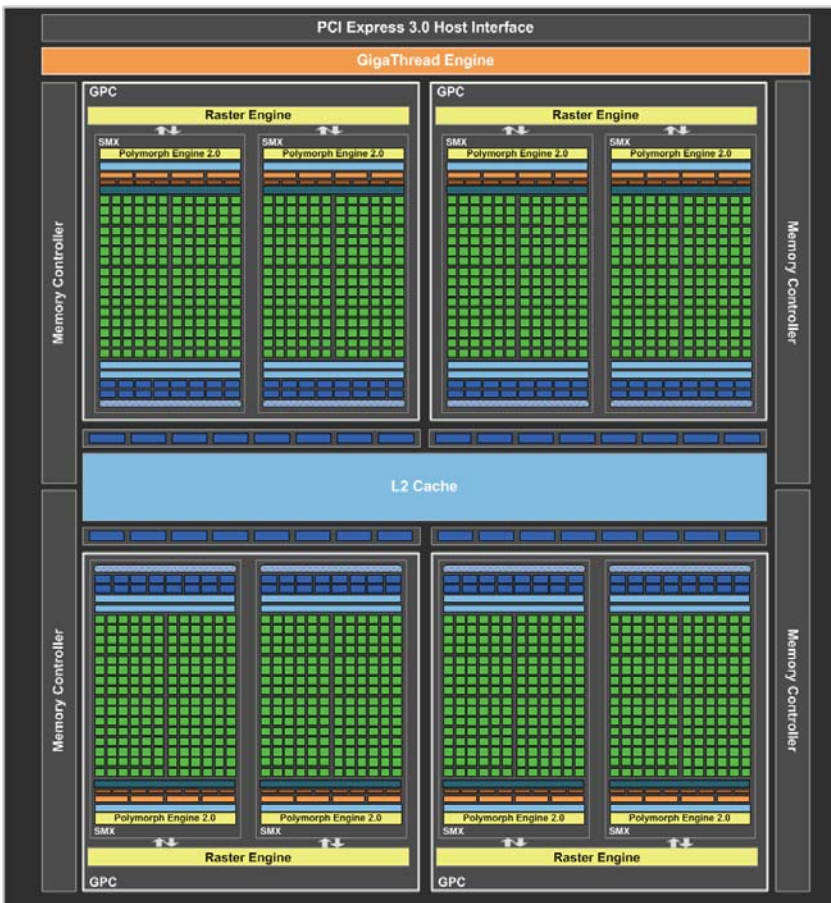 PCI Express 3.0 Host Interface
GigaThread Engine
GPC
GPC
Raster Engine
Raster Engine
SMX
SMX
SMX
SMX
Polymorph Engine 2.0
Polymorph Engine 2.0
Polymorph Engine 2.0
Polymorph Engine 2.0
Memory Controller
Memory Controller
L2 Cache
Memory Controller
Memory Controller
Polymorph Engine 2.0
Polymorph Engine 2.0
Polymorph Engine 2.0
Polymorph Engine 2.0
SMX
SMX
SMX
SMX
Raster Engine
Raster Engine
GPC
GPC